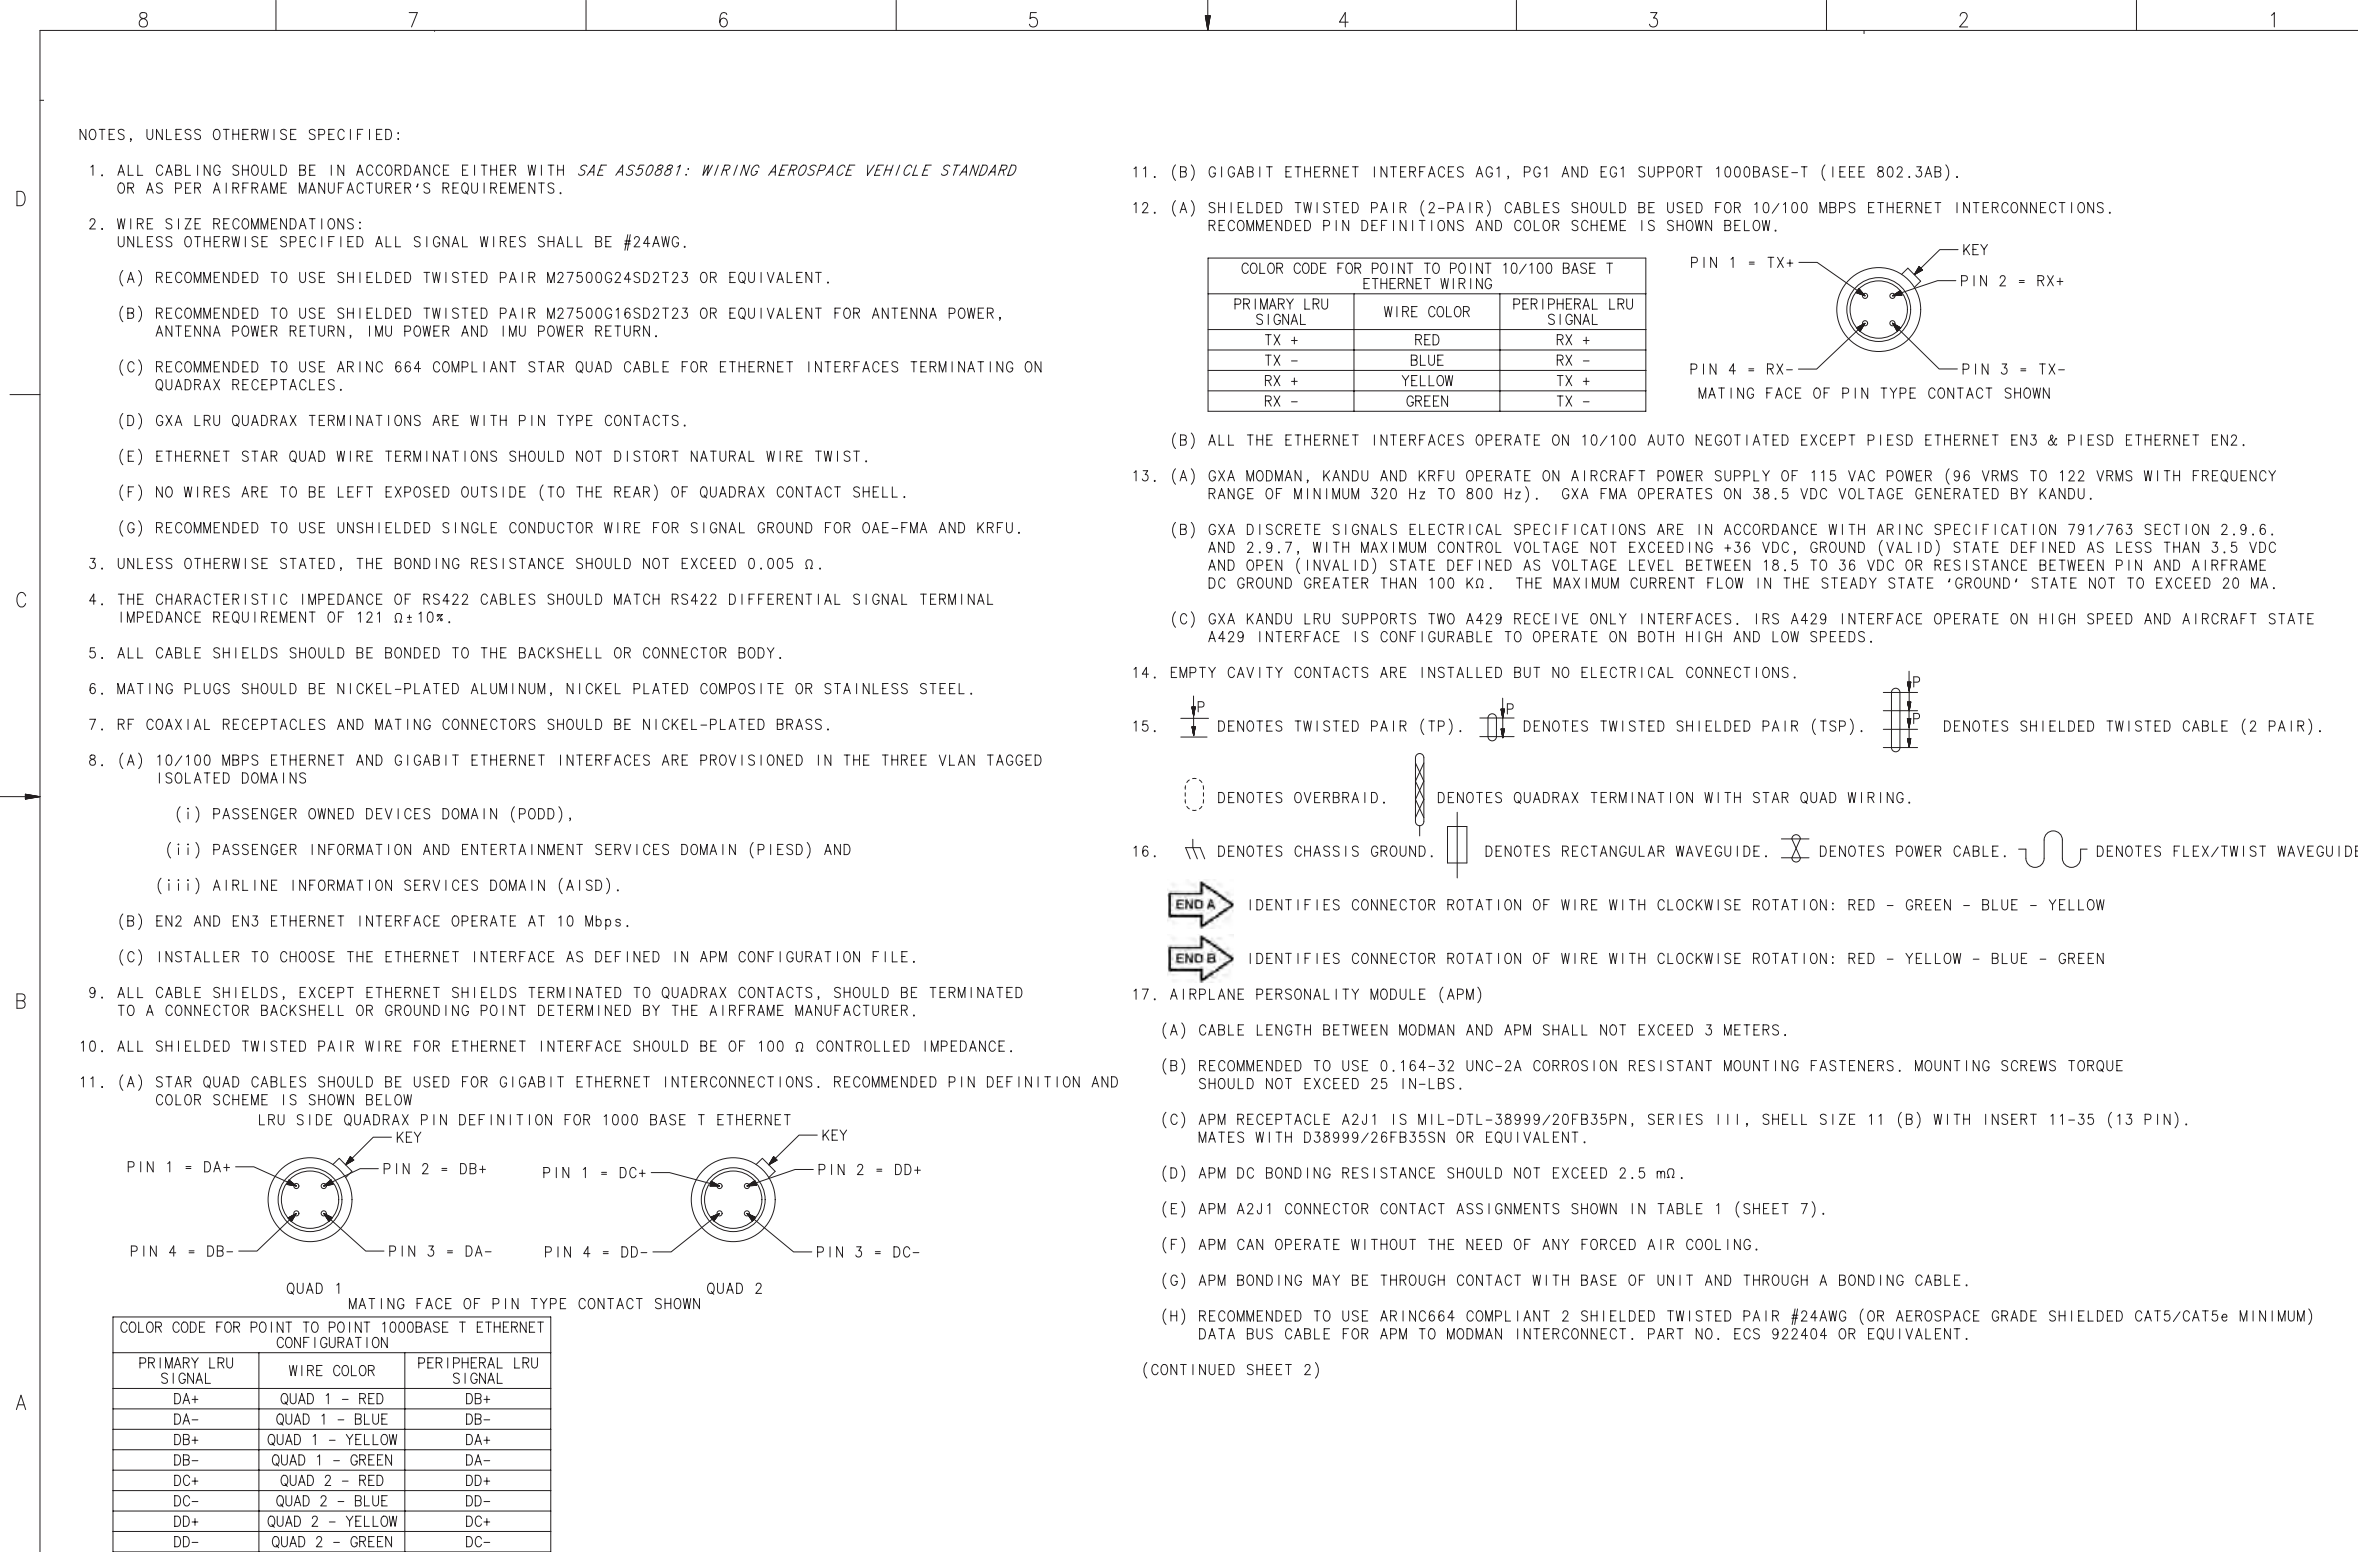 8 7 6 5 4 3 2 1
D
C
B
A
NOTES, UNLESS OTHERWISE SPECIFIED:
1. ALL CABLING SHOULD BE IN ACCORDANCE EITHER WITH SAE AS50881: WIRING AEROSPACE VEHICLE STANDARD
OR AS PER AIRFRAME MANUFACTURER'S REQUIREMENTS.
2. WIRE SIZE RECOMMENDATIONS:
UNLESS OTHERWISE SPECIFIED ALL SIGNAL WIRES SHALL BE #24AWG.
(A) RECOMMENDED TO USE SHIELDED TWISTED PAIR M27500G24SD2T23 OR EQUIVALENT.
(B) RECOMMENDED TO USE SHIELDED TWISTED PAIR M27500G16SD2T23 OR EQUIVALENT FOR ANTENNA POWER,
ANTENNA POWER RETURN, IMU POWER AND IMU POWER RETURN.
(C) RECOMMENDED TO USE ARINC 664 COMPLIANT STAR QUAD CABLE FOR ETHERNET INTERFACES TERMINATING ON
QUADRAX RECEPTACLES.
(D) GXA LRU QUADRAX TERMINATIONS ARE WITH PIN TYPE CONTACTS.
(E) ETHERNET STAR QUAD WIRE TERMINATIONS SHOULD NOT DISTORT NATURAL WIRE TWIST.
(F) NO WIRES ARE TO BE LEFT EXPOSED OUTSIDE (TO THE REAR) OF QUADRAX CONTACT SHELL.
(G) RECOMMENDED TO USE UNSHIELDED SINGLE CONDUCTOR WIRE FOR SIGNAL GROUND FOR OAE-FMA AND KRFU.
3. UNLESS OTHERWISE STATED, THE BONDING RESISTANCE SHOULD NOT EXCEED 0.005 Ω.
4. THE CHARACTERISTIC IMPEDANCE OF RS422 CABLES SHOULD MATCH RS422 DIFFERENTIAL SIGNAL TERMINAL
IMPEDANCE REQUIREMENT OF 121 Ω±10%.
5. ALL CABLE SHIELDS SHOULD BE BONDED TO THE BACKSHELL OR CONNECTOR BODY.
6. MATING PLUGS SHOULD BE NICKEL-PLATED ALUMINUM, NICKEL PLATED COMPOSITE OR STAINLESS STEEL.
7. RF COAXIAL RECEPTACLES AND MATING CONNECTORS SHOULD BE NICKEL-PLATED BRASS.
8. (A) 10/100 MBPS ETHERNET AND GIGABIT ETHERNET INTERFACES ARE PROVISIONED IN THE THREE VLAN TAGGED
ISOLATED DOMAINS
(i) PASSENGER OWNED DEVICES DOMAIN (PODD),
(ii) PASSENGER INFORMATION AND ENTERTAINMENT SERVICES DOMAIN (PIESD) AND
(iii) AIRLINE INFORMATION SERVICES DOMAIN (AISD).
(B) EN2 AND EN3 ETHERNET INTERFACE OPERATE AT 10 Mbps.
(C) INSTALLER TO CHOOSE THE ETHERNET INTERFACE AS DEFINED IN APM CONFIGURATION FILE.
9. ALL CABLE SHIELDS, EXCEPT ETHERNET SHIELDS TERMINATED TO QUADRAX CONTACTS, SHOULD BE TERMINATED
TO A CONNECTOR BACKSHELL OR GROUNDING POINT DETERMINED BY THE AIRFRAME MANUFACTURER.
10. ALL SHIELDED TWISTED PAIR WIRE FOR ETHERNET INTERFACE SHOULD BE OF 100 Ω CONTROLLED IMPEDANCE.
11. (A) STAR QUAD CABLES SHOULD BE USED FOR GIGABIT ETHERNET INTERCONNECTIONS. RECOMMENDED PIN DEFINITION AND
COLOR SCHEME IS SHOWN BELOW
LRU SIDE QUADRAX PIN DEFINITION FOR 1000 BASE T ETHERNET
KEY KEY
PIN 1 = DA+ PIN 2 = DB+ PIN 1 = DC+ PIN 2 = DD+
PIN 4 = DB- PIN 3 = DA- PIN 4 = DD- PIN 3 = DC-
QUAD 1 QUAD 2
MATING FACE OF PIN TYPE CONTACT SHOWN
COLOR CODE FOR POINT TO POINT 1000BASE T ETHERNET
CONFIGURATION
PRIMARY LRU SIGNAL WIRE COLOR PERIPHERAL LRU SIGNAL
DA+ QUAD 1 - RED DB+
DA- QUAD 1 - BLUE DB-
DB+ QUAD 1 - YELLOW DA+
DB- QUAD 1 - GREEN DA-
DC+ QUAD 2 - RED DD+
DC- QUAD 2 - BLUE DD-
DD+ QUAD 2 - YELLOW DC+
DD- QUAD 2 - GREEN DC-
11. (B) GIGABIT ETHERNET INTERFACES AG1, PG1 AND EG1 SUPPORT 1000BASE-T (IEEE 802.3AB).
12. (A) SHIELDED TWISTED PAIR (2-PAIR) CABLES SHOULD BE USED FOR 10/100 MBPS ETHERNET INTERCONNECTIONS.
RECOMMENDED PIN DEFINITIONS AND COLOR SCHEME IS SHOWN BELOW.
COLOR CODE FOR POINT TO POINT 10/100 BASE T
ETHERNET WIRING
PRIMARY LRU SIGNAL WIRE COLOR PERIPHERAL LRU SIGNAL
TX + RED RX +
TX - BLUE RX -
RX + YELLOW TX +
RX - GREEN TX -
KEY
PIN 1 = TX+ PIN 2 = RX+
PIN 4 = RX- PIN 3 = TX-
MATING FACE OF PIN TYPE CONTACT SHOWN
(B) ALL THE ETHERNET INTERFACES OPERATE ON 10/100 AUTO NEGOTIATED EXCEPT PIESD ETHERNET EN3 & PIESD ETHERNET EN2.
13. (A) GXA MODMAN, KANDU AND KRFU OPERATE ON AIRCRAFT POWER SUPPLY OF 115 VAC POWER (96 VRMS TO 122 VRMS WITH FREQUENCY
RANGE OF MINIMUM 320 Hz TO 800 Hz). GXA FMA OPERATES ON 38.5 VDC VOLTAGE GENERATED BY KANDU.
(B) GXA DISCRETE SIGNALS ELECTRICAL SPECIFICATIONS ARE IN ACCORDANCE WITH ARINC SPECIFICATION 791/763 SECTION 2.9.6.
AND 2.9.7, WITH MAXIMUM CONTROL VOLTAGE NOT EXCEEDING +36 VDC, GROUND (VALID) STATE DEFINED AS LESS THAN 3.5 VDC
AND OPEN (INVALID) STATE DEFINED AS VOLTAGE LEVEL BETWEEN 18.5 TO 36 VDC OR RESISTANCE BETWEEN PIN AND AIRFRAME
DC GROUND GREATER THAN 100 KΩ. THE MAXIMUM CURRENT FLOW IN THE STEADY STATE 'GROUND' STATE NOT TO EXCEED 20 MA.
(C) GXA KANDU LRU SUPPORTS TWO A429 RECEIVE ONLY INTERFACES. IRS A429 INTERFACE OPERATE ON HIGH SPEED AND AIRCRAFT STATE
A429 INTERFACE IS CONFIGURABLE TO OPERATE ON BOTH HIGH AND LOW SPEEDS.
14. EMPTY CAVITY CONTACTS ARE INSTALLED BUT NO ELECTRICAL CONNECTIONS.
15. P DENOTES TWISTED PAIR (TP). P DENOTES TWISTED SHIELDED PAIR (TSP). P P DENOTES SHIELDED TWISTED CABLE (2 PAIR).
DENOTES OVERBRAID. DENOTES QUADRAX TERMINATION WITH STAR QUAD WIRING.
16. DENOTES CHASSIS GROUND. DENOTES RECTANGULAR WAVEGUIDE. DENOTES POWER CABLE. DENOTES FLEX/TWIST WAVEGUIDE
END A IDENTIFIES CONNECTOR ROTATION OF WIRE WITH CLOCKWISE ROTATION: RED - GREEN - BLUE - YELLOW
END B IDENTIFIES CONNECTOR ROTATION OF WIRE WITH CLOCKWISE ROTATION: RED - YELLOW - BLUE - GREEN
17. AIRPLANE PERSONALITY MODULE (APM)
(A) CABLE LENGTH BETWEEN MODMAN AND APM SHALL NOT EXCEED 3 METERS.
(B) RECOMMENDED TO USE 0.164-32 UNC-2A CORROSION RESISTANT MOUNTING FASTENERS. MOUNTING SCREWS TORQUE
SHOULD NOT EXCEED 25 IN-LBS.
(C) APM RECEPTACLE A2J1 IS MIL-DTL-38999/20FB35PN, SERIES III, SHELL SIZE 11 (B) WITH INSERT 11-35 (13 PIN).
MATES WITH D38999/26FB35SN OR EQUIVALENT.
(D) APM DC BONDING RESISTANCE SHOULD NOT EXCEED 2.5 mΩ.
(E) APM A2J1 CONNECTOR CONTACT ASSIGNMENTS SHOWN IN TABLE 1 (SHEET 7).
(F) APM CAN OPERATE WITHOUT THE NEED OF ANY FORCED AIR COOLING.
(G) APM BONDING MAY BE THROUGH CONTACT WITH BASE OF UNIT AND THROUGH A BONDING CABLE.
(H) RECOMMENDED TO USE ARINC664 COMPLIANT 2 SHIELDED TWISTED PAIR #24AWG (OR AEROSPACE GRADE SHIELDED CAT5/CAT5e MINIMUM)
DATA BUS CABLE FOR APM TO MODMAN INTERCONNECT. PART NO. ECS 922404 OR EQUIVALENT.
(CONTINUED SHEET 2)